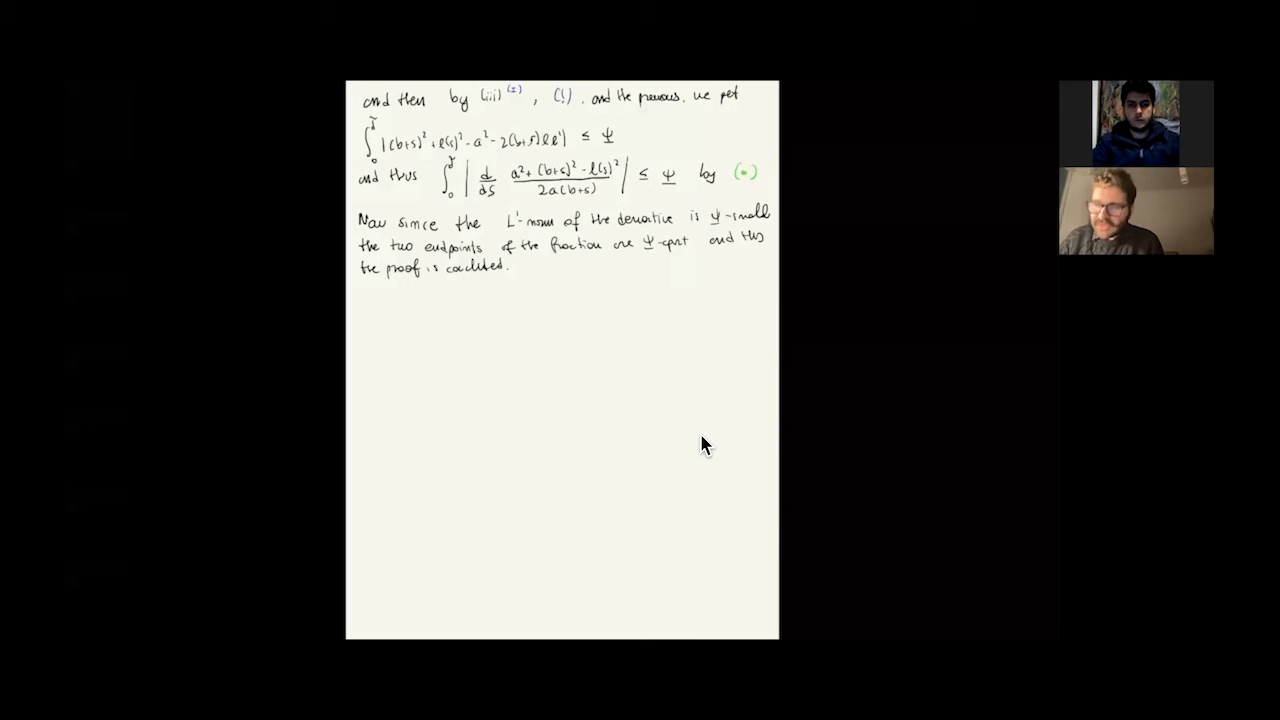 and then by (iii) (I), (!), and the previous, we get
∫₀^r̃ |(b+s)² + l(s)² - a² - 2(b+s)ll'| ≤ Ψ
and thus ∫₀^r̃ | d/ds (a² + (b+s)² - l(s)²)/(2a(b+s)) | ≤ Ψ by (•)
Now since the L¹-norm of the derivative is Ψ-small
the two endpoints of the fraction are Ψ-apart and this
the proof is concluded.